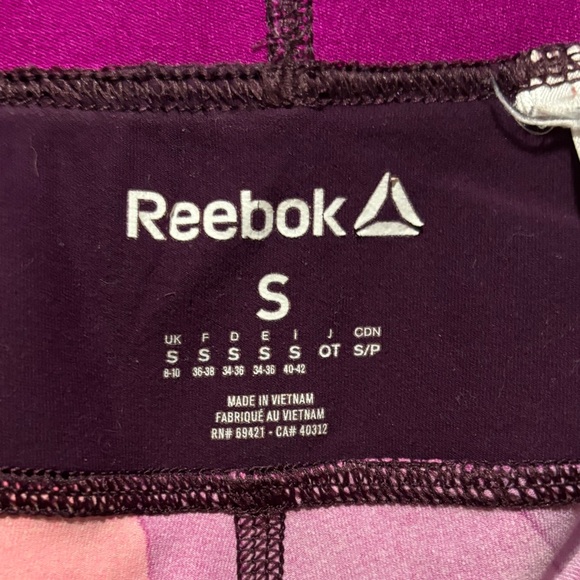 Reebok
S
UK F D E I J CDN
S S S S S OT S/P
8-10 36-38 34-36 34-36 40-42
MADE IN VIETNAM
FABRIQUÉ AU VIETNAM
RN# 69421 - CA# 40312